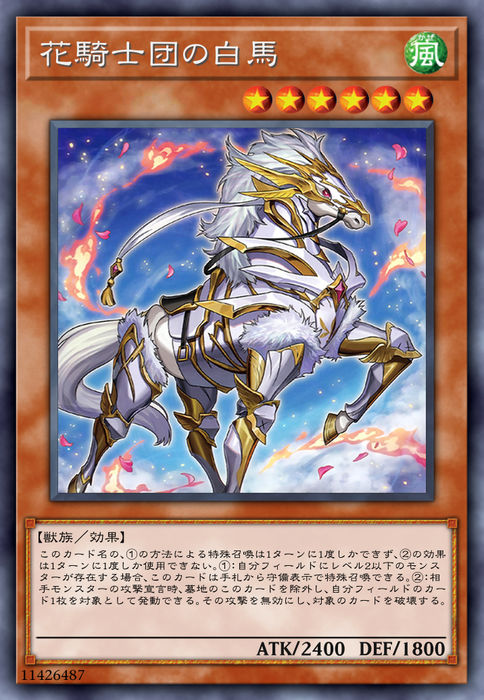 花騎士団の白馬
かぜ
風
【獣族／効果】
このカード名の、①の方法による特殊召喚は1ターンに1度しかできず、②の効果
は1ターンに1度しか使用できない。①:自分フィールドにレベル2以下のモンス
ターが存在する場合、このカードは手札から守備表示で特殊召喚できる。②:相
手モンスターの攻撃宣言時、墓地のこのカードを除外し、自分フィールドのカー
ド1枚を対象として発動できる。その攻撃を無効にし、対象のカードを破壊する。
ATK/2400 DEF/1800
11426487